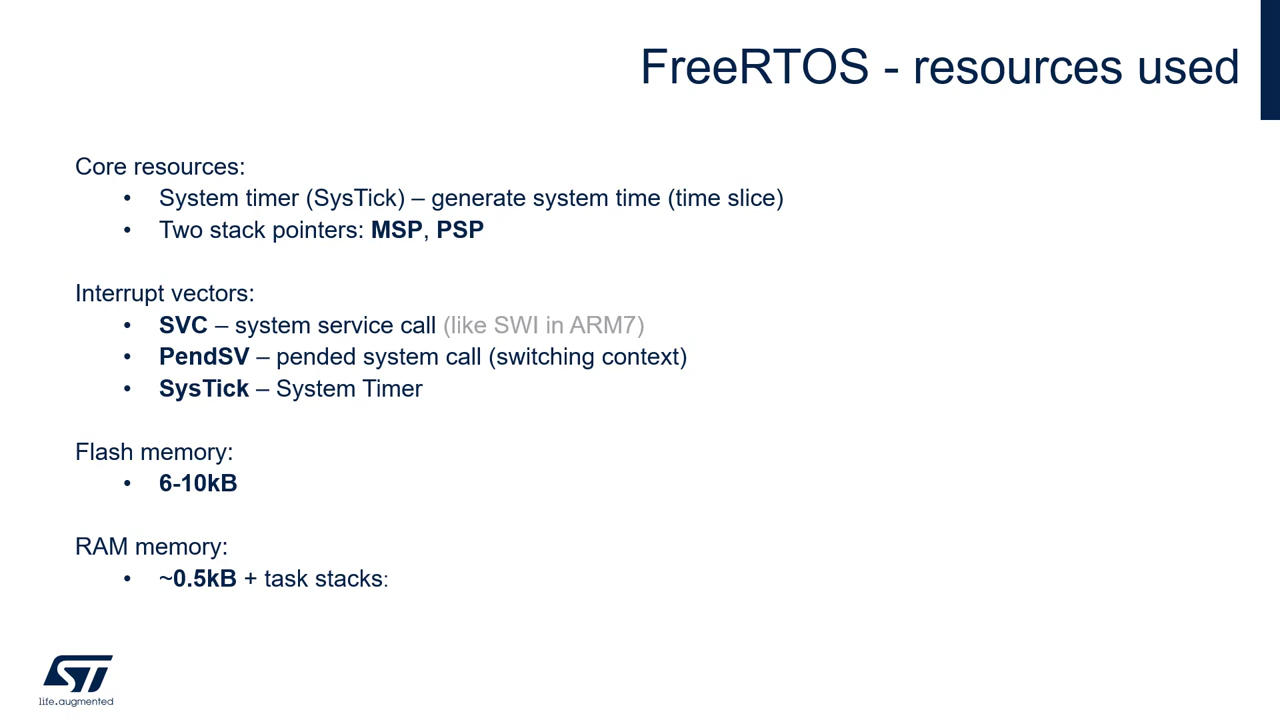 FreeRTOS - resources used
Core resources:
• System timer (SysTick) – generate system time (time slice)
• Two stack pointers: MSP, PSP
Interrupt vectors:
• SVC – system service call (like SWI in ARM7)
• PendSV – pended system call (switching context)
• SysTick – System Timer
Flash memory:
• 6-10kB
RAM memory:
• ~0.5kB + task stacks:
ST
life.augmented